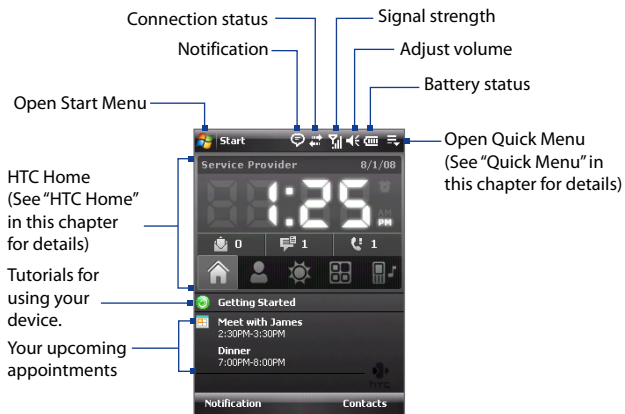 Connection status
Signal strength
Notification
Adjust volume
Battery status
Open Start Menu
Open Quick Menu
(See "Quick Menu" in
this chapter for details)
HTC Home
(See "HTC Home"
in this chapter
for details)
Tutorials for
using your
device.
Your upcoming
appointments
Start
Service Provider 8/1/08
1:25
AM
PM
0 1 1
Getting Started
Meet with James
2:30PM-3:30PM
Dinner
7:00PM-8:00PM
hTC
Notification Contacts